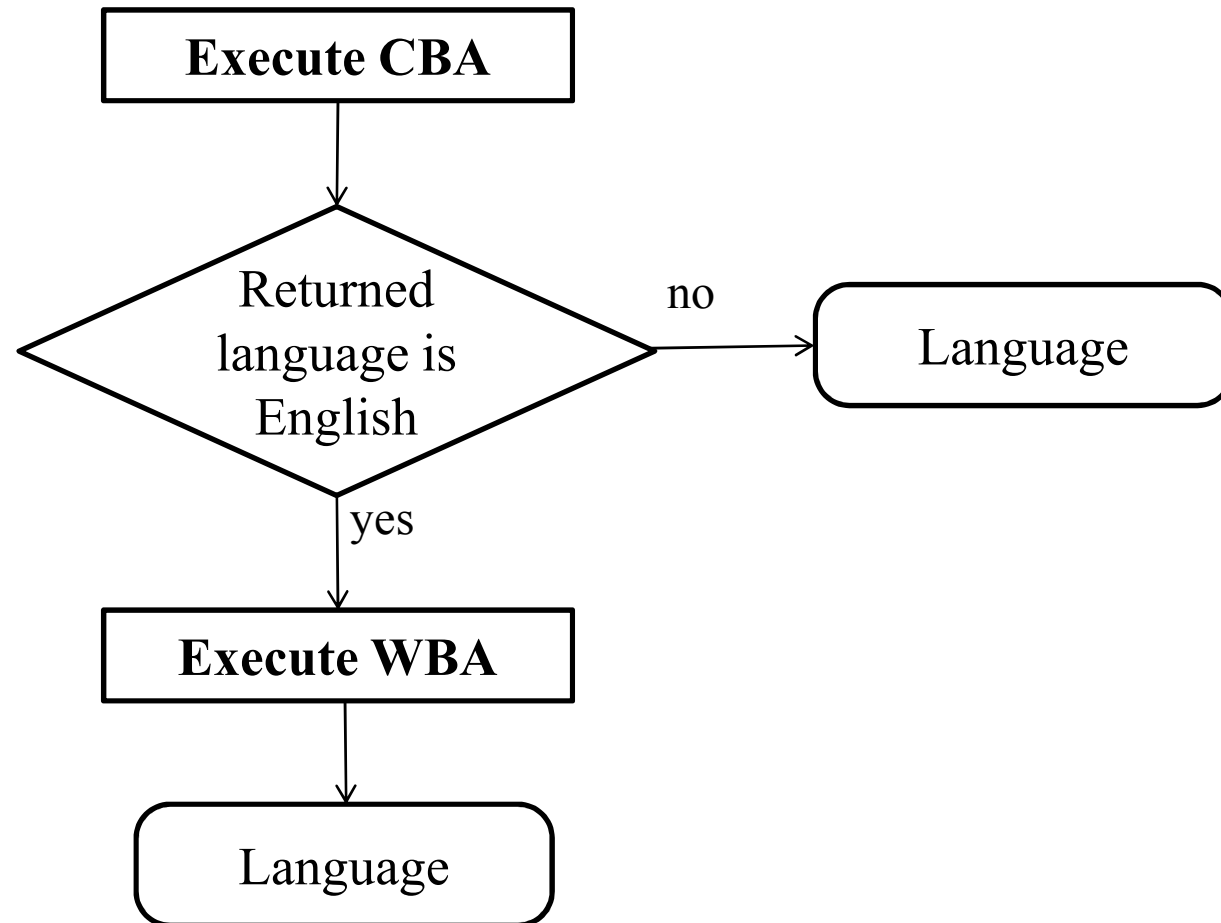 Execute CBA
Returned
language is
English
no
Language
yes
Execute WBA
Language